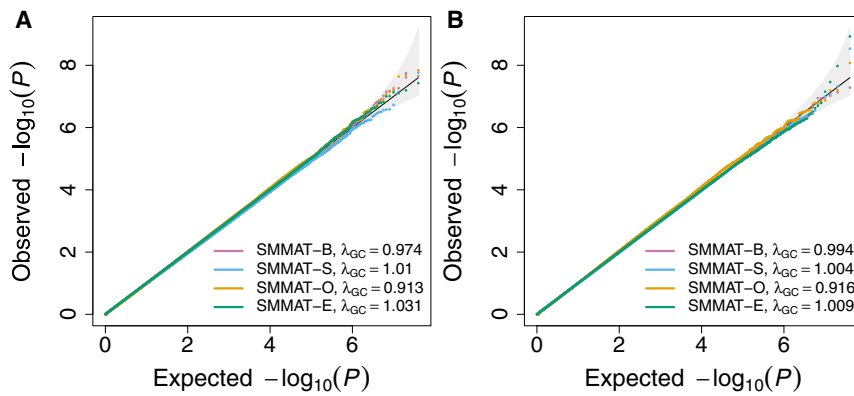 A
Observed −log10(P)
8
6
4
2
0
SMMAT−B, λGC = 0.974
SMMAT−S, λGC = 1.01
SMMAT−O, λGC = 0.913
SMMAT−E, λGC = 1.031
0 2 4 6
Expected −log10(P)
B
Observed −log10(P)
8
6
4
2
0
SMMAT−B, λGC = 0.994
SMMAT−S, λGC = 1.004
SMMAT−O, λGC = 0.916
SMMAT−E, λGC = 1.009
0 2 4 6
Expected −log10(P)